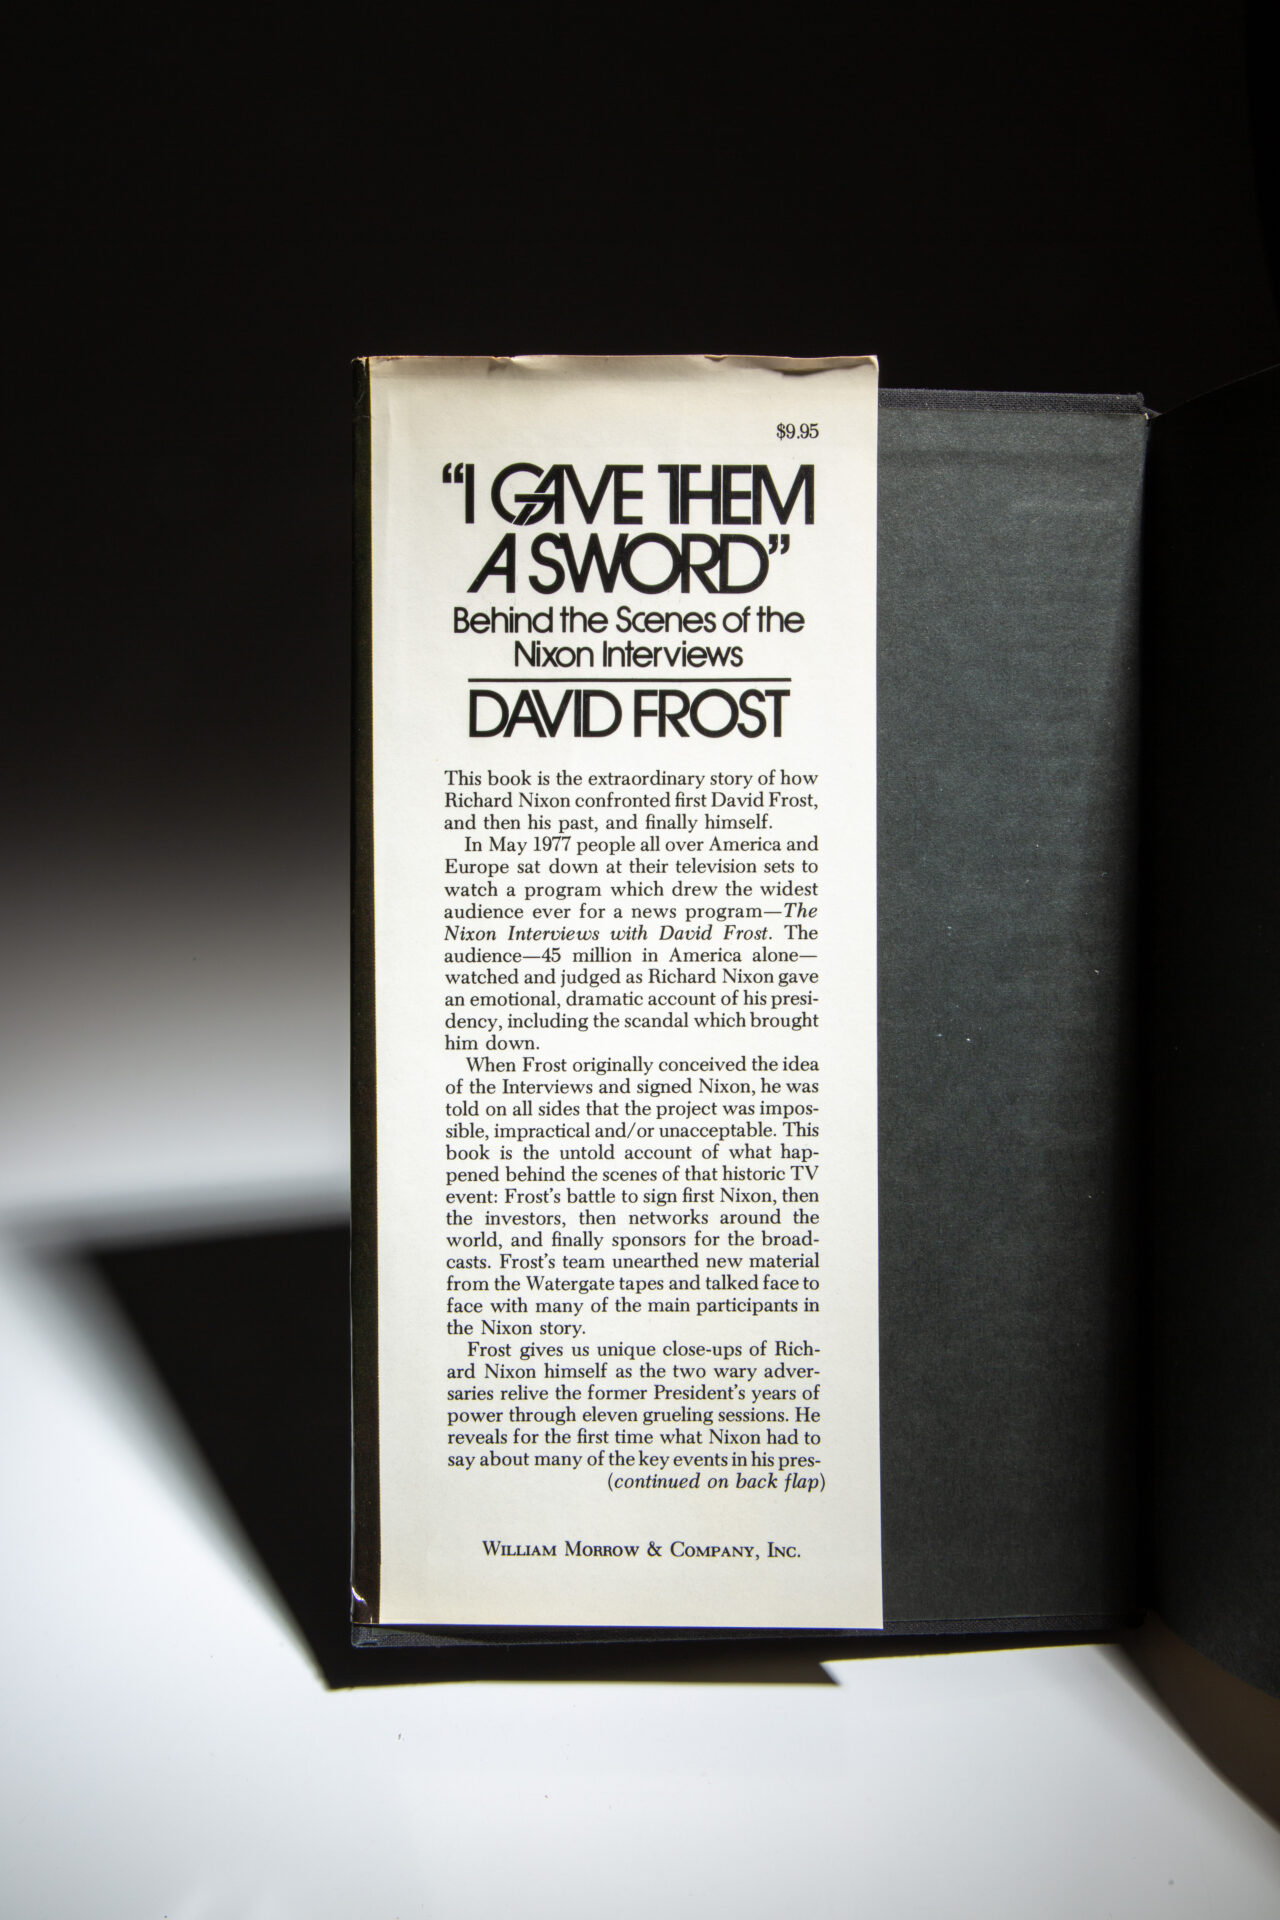 $9.95
“I GAVE THEM
A SWORD”
Behind the Scenes of the
Nixon Interviews
DAVID FROST
This book is the extraordinary story of how
Richard Nixon confronted first David Frost,
and then his past, and finally himself.
In May 1977 people all over America and
Europe sat down at their television sets to
watch a program which drew the widest
audience ever for a news program—The
Nixon Interviews with David Frost. The
audience—45 million in America alone—
watched and judged as Richard Nixon gave
an emotional, dramatic account of his presi-
dency, including the scandal which brought
him down.
When Frost originally conceived the idea
of the Interviews and signed Nixon, he was
told on all sides that the project was impos-
sible, impractical and/or unacceptable. This
book is the untold account of what hap-
pened behind the scenes of that historic TV
event: Frost’s battle to sign first Nixon, then
the investors, then networks around the
world, and finally sponsors for the broad-
casts. Frost’s team unearthed new material
from the Watergate tapes and talked face to
face with many of the main participants in
the Nixon story.
Frost gives us unique close-ups of Rich-
ard Nixon himself as the two wary adver-
saries relive the former President’s years of
power through eleven grueling sessions. He
reveals for the first time what Nixon had to
say about many of the key events in his pres-
(continued on back flap)
WILLIAM MORROW & COMPANY, INC.